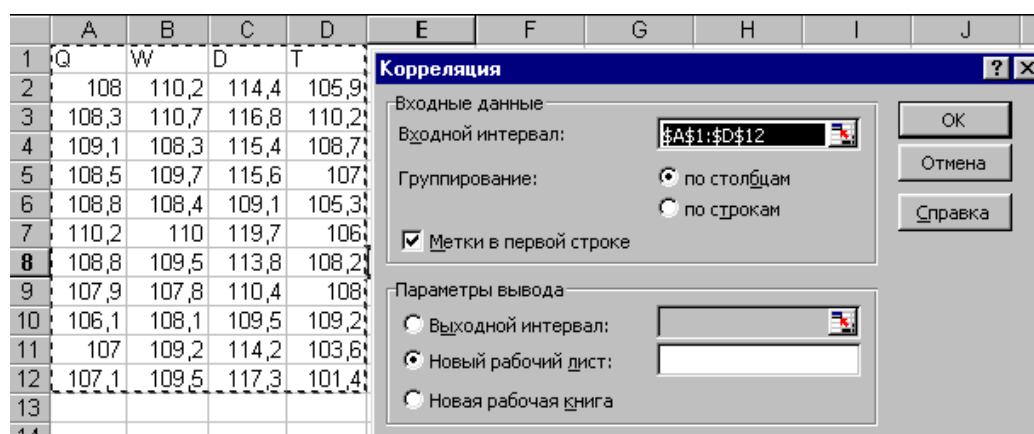 A B C D E F G H I J
1 Q W D T
2 108 110,2 114,4 105,9
3 108,3 110,7 116,8 110,2
4 109,1 108,3 115,4 108,7
5 108,5 109,7 115,6 107
6 108,8 108,4 109,1 105,3
7 110,2 110 119,7 106
8 108,8 109,5 113,8 108,2
9 107,9 107,8 110,4 108
10 106,1 108,1 109,5 109,2
11 107 109,2 114,2 103,6
12 107,1 109,5 117,3 101,4
13
14
Корреляция ? ×
Входные данные
Входной интервал: $A$1:$D$12
Группирование: по столбцам
по строкам
Метки в первой строке
OK
Отмена
Справка
Параметры вывода
Выходной интервал:
Новый рабочий лист:
Новая рабочая книга